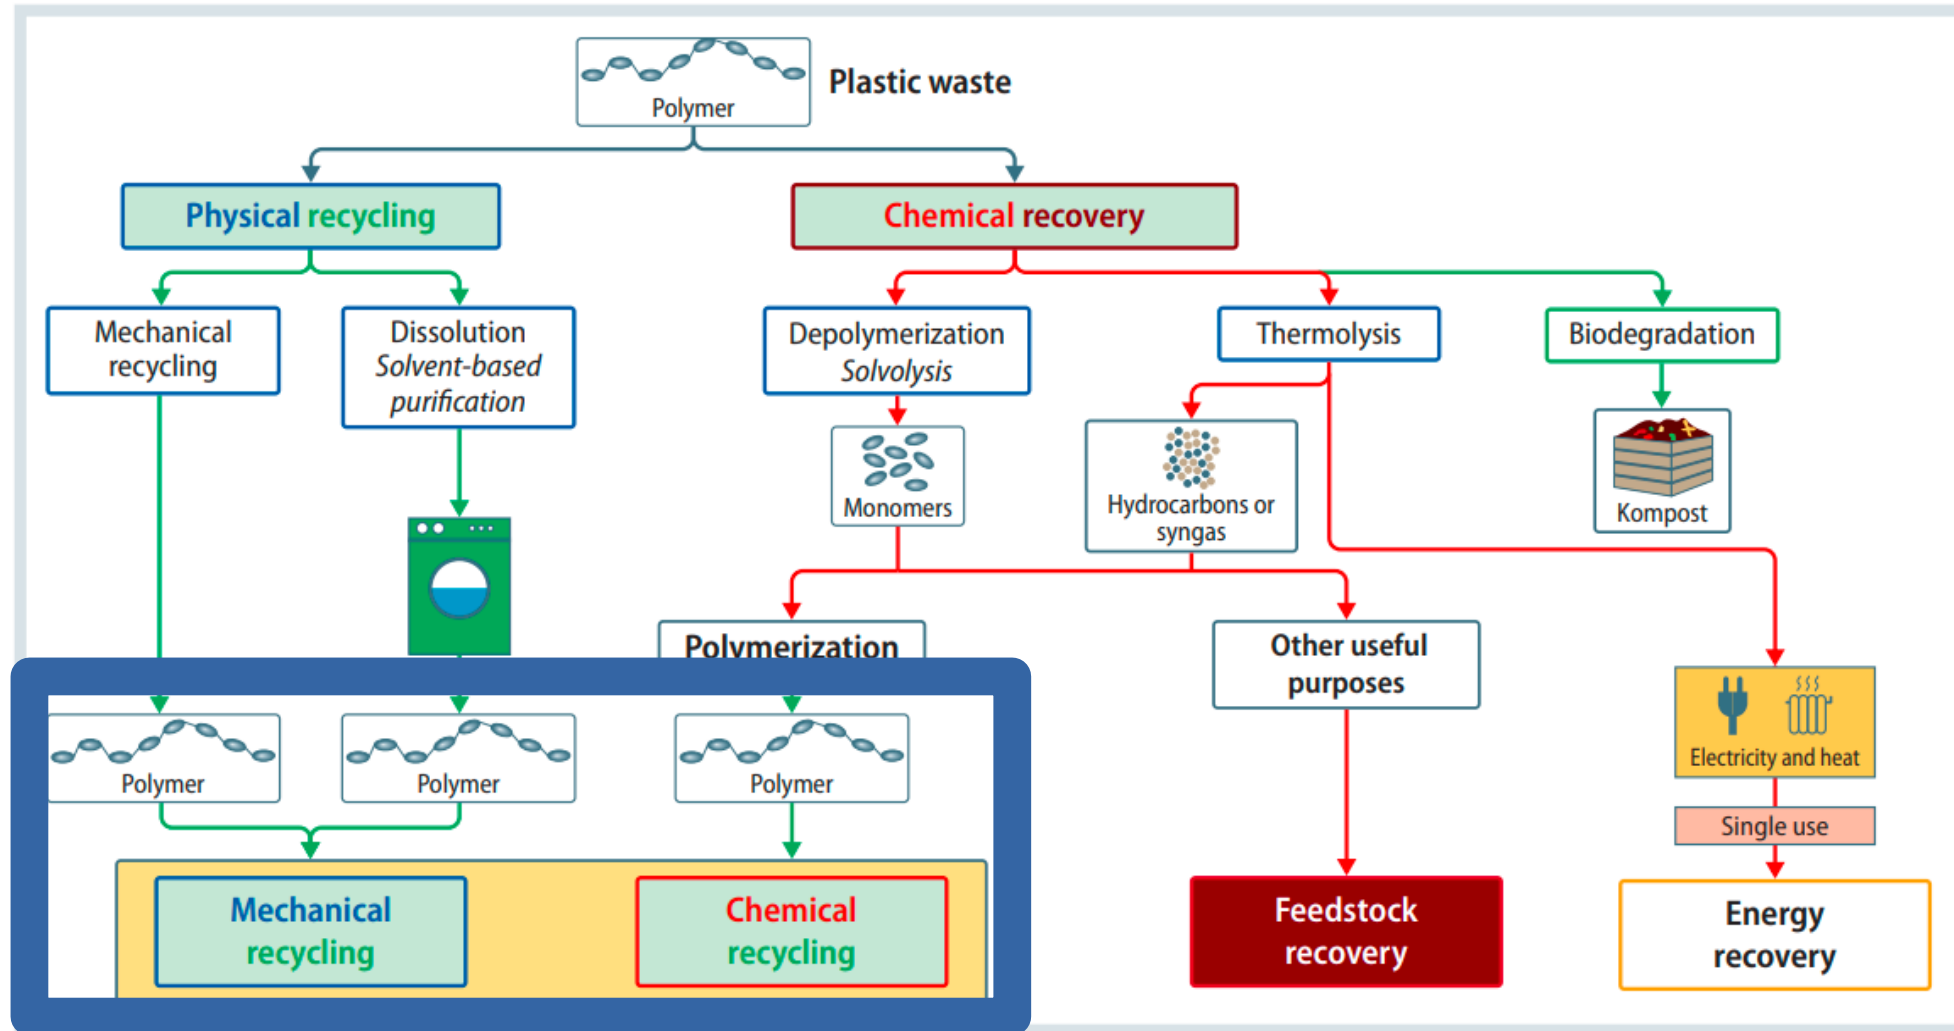 Polymer
Plastic waste
Physical recycling
Chemical recovery
Mechanical
recycling
Dissolution
Solvent-based
purification
Depolymerization
Solvolysis
Thermolysis
Biodegradation
Monomers
Hydrocarbons or
syngas
Kompost
Polymerization
Other useful
purposes
Polymer
Polymer
Polymer
Electricity and heat
Single use
Mechanical
recycling
Chemical
recycling
Feedstock
recovery
Energy
recovery